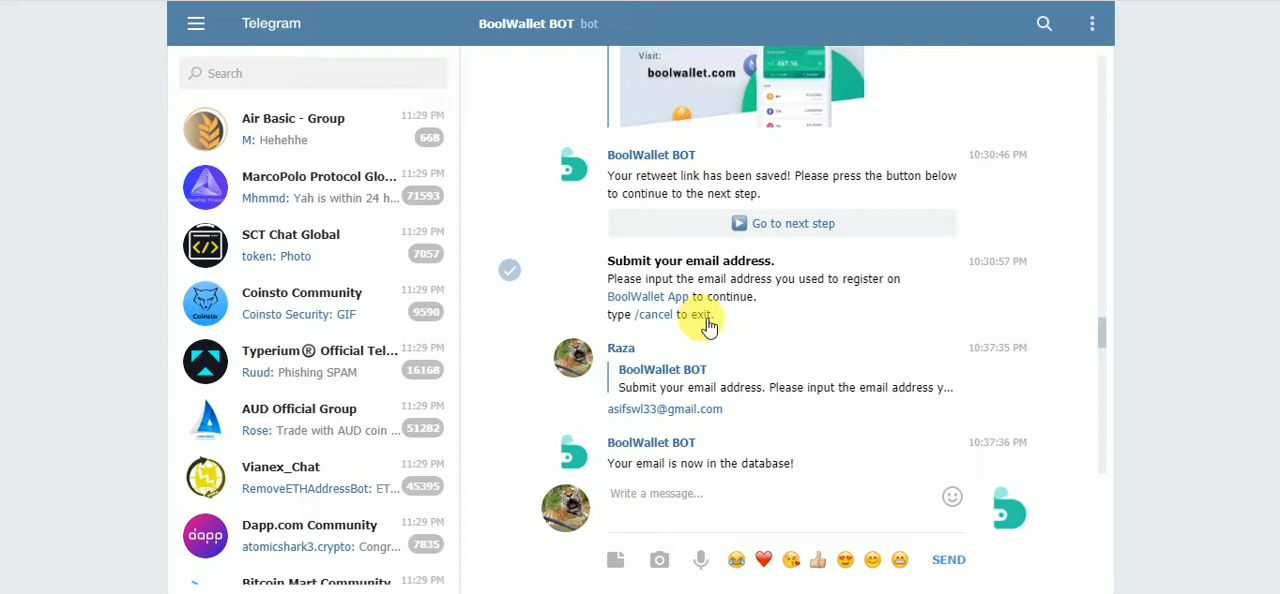 Telegram
BoolWallet BOT bot
Search
Air Basic - Group 11:29 PM
M: Hehehhe 668
MarcoPolo Protocol Glo... 11:29 PM
Mhmmd: Yah is within 24 h... 71593
SCT Chat Global 11:29 PM
token: Photo 7057
Coinsto Community 11:29 PM
Coinsto Security: GIF 9590
Typerium® Official Tel... 11:29 PM
Ruud: Phishing SPAM 16168
AUD Official Group 11:29 PM
Rose: Trade with AUD coin ... 51282
Vianex_Chat 11:29 PM
RemoveETHAddressBot: ET... 45395
Dapp.com Community 11:29 PM
atomicshark3.crypto: Congr... 7835
Bitcoin Mart Community 11:29 PM
Visit:
boolwallet.com
BoolWallet BOT 10:30:46 PM
Your retweet link has been saved! Please press the button below
to continue to the next step.
Go to next step
Submit your email address. 10:30:57 PM
Please input the email address you used to register on
BoolWallet App to continue.
type /cancel to exit.
Raza 10:37:35 PM
BoolWallet BOT
Submit your email address. Please input the email address y...
asifswl33@gmail.com
BoolWallet BOT 10:37:36 PM
Your email is now in the database!
Write a message...
SEND